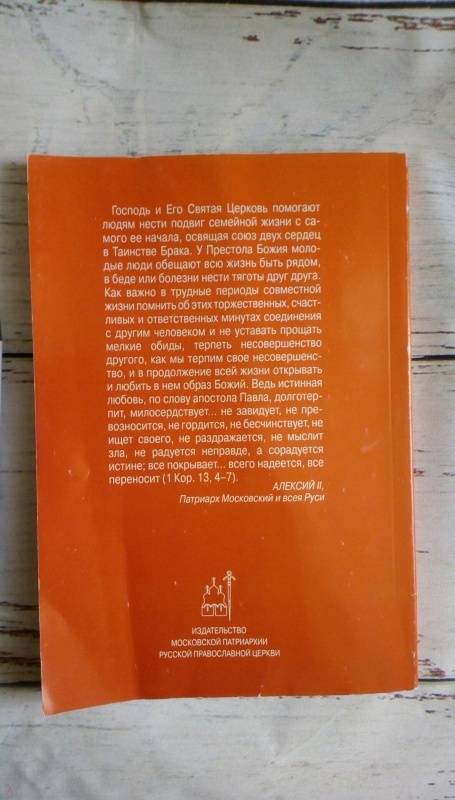 Господь и Его Святая Церковь помогают
людям нести подвиг семейной жизни с са-
мого ее начала, освящая союз двух сердец
в Таинстве Брака. У Престола Божия моло-
дые люди обещают всю жизнь быть рядом,
в беде или болезни нести тяготы друг друга.
Как важно в трудные периоды совместной
жизни помнить об этих торжественных, счаст-
ливых и ответственных минутах соединения
с другим человеком и не уставать прощать
мелкие обиды, терпеть несовершенство
другого, как мы терпим свое несовершенс-
тво, и в продолжение всей жизни открывать
и любить в нем образ Божий. Ведь истинная
любовь, по слову апостола Павла, долготер-
пит, милосердствует... не завидует, не пре-
возносится, не гордится, не бесчинствует, не
ищет своего, не раздражается, не мыслит
зла, не радуется неправде, а сорадуется
истине; все покрывает... всего надеется, все
переносит (1 Кор. 13, 4–7).
АЛЕКСИЙ II,
Патриарх Московский и всея Руси
ИЗДАТЕЛЬСТВО
МОСКОВСКОЙ ПАТРИАРХИИ
РУССКОЙ ПРАВОСЛАВНОЙ ЦЕРКВИ